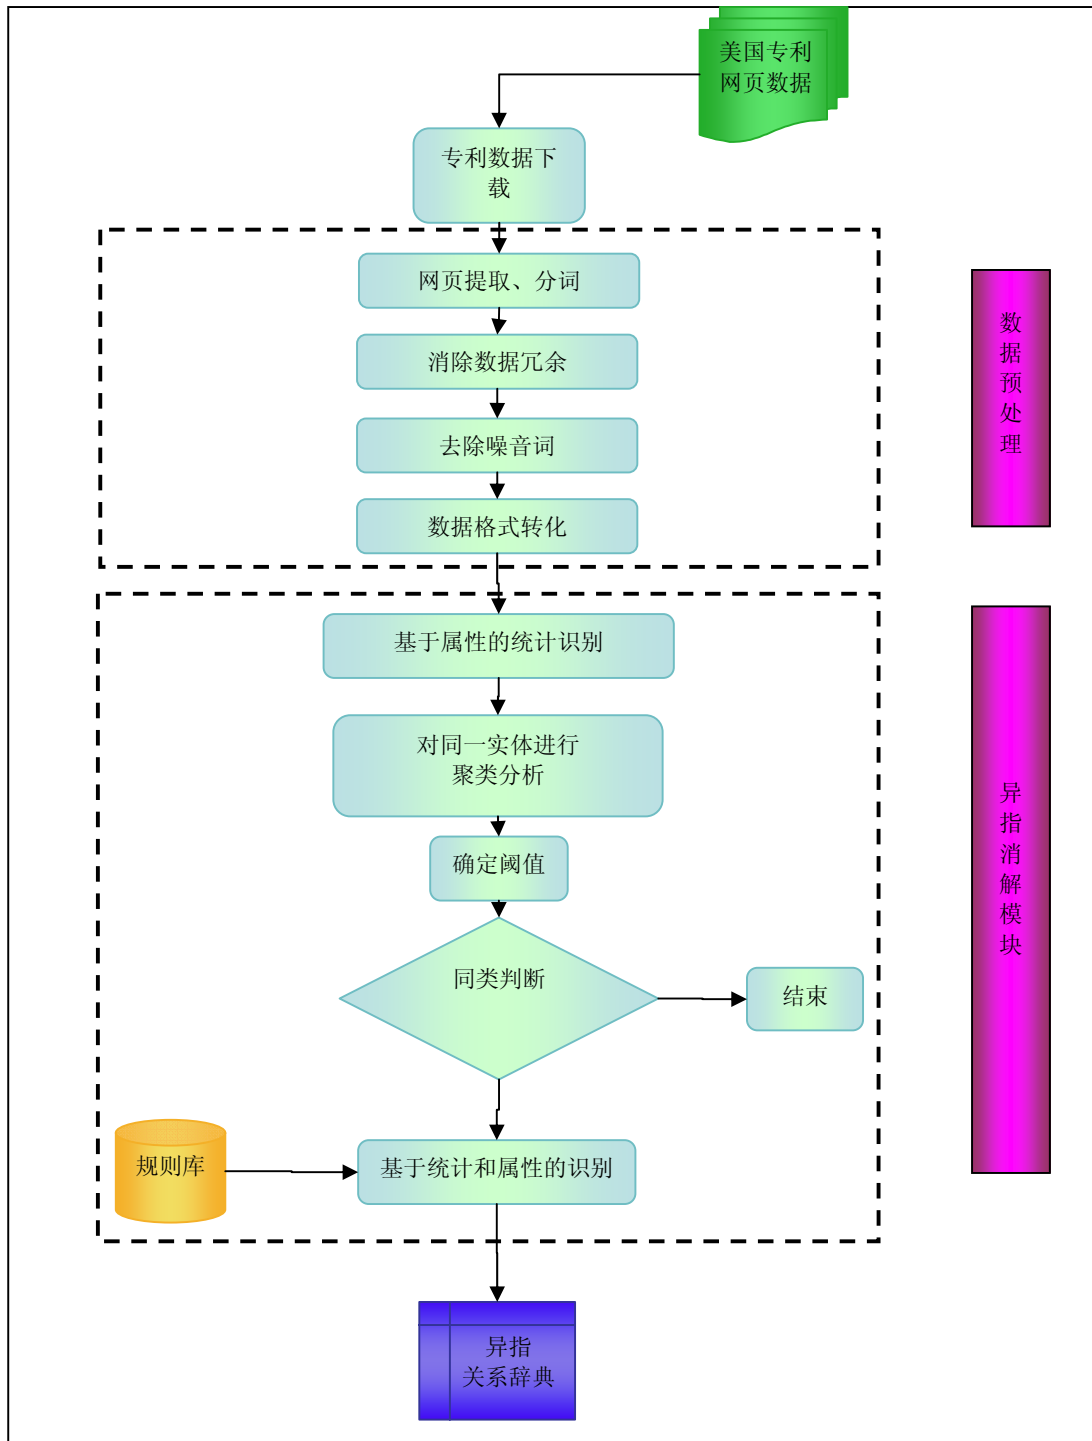 美国专利
网页数据
专利数据下
载
网页提取、分词
消除数据冗余
去除噪音词
数据格式转化
数据预处理
基于属性的统计识别
对同一实体进行
聚类分析
确定阈值
同类判断
结束
规则库
基于统计和属性的识别
异指消解模块
异指
关系辞典